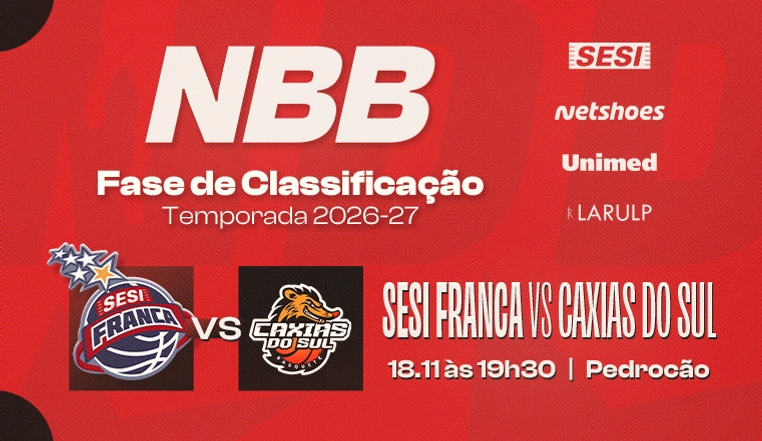 NBB
Fase de Classificação
Temporada 2026-27
SESI
netshoes
Unimed
LARULP
SESI
FRANCA
VS
CAXIAS
DO SUL
BASQUETE
SESI FRANCA VS CAXIAS DO SUL
18.11 às 19h30 | Pedrocão